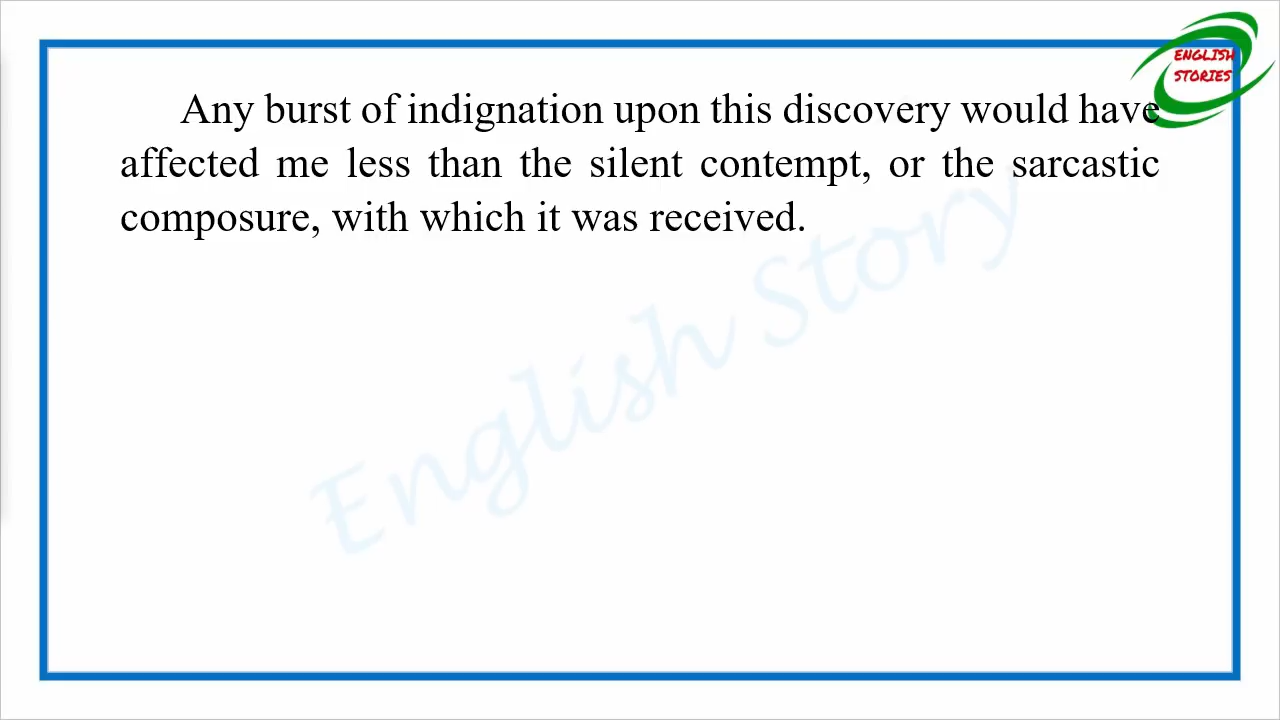 ENGLISH
STORIES
Any burst of indignation upon this discovery would have
affected me less than the silent contempt, or the sarcastic
composure, with which it was received.
English Story